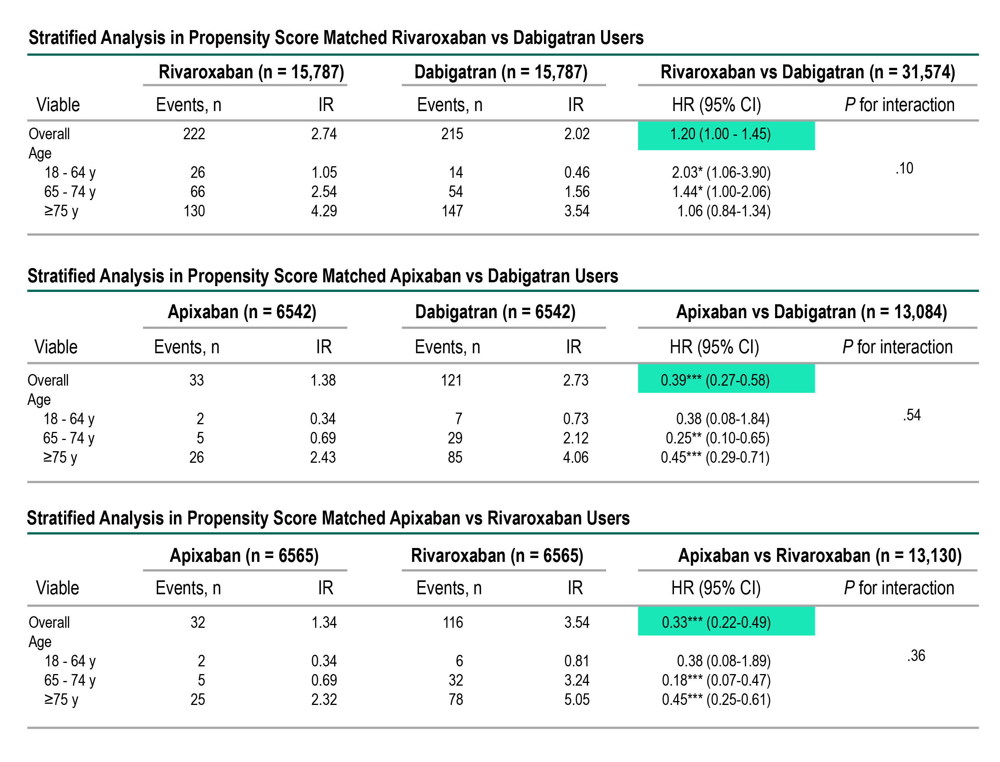 Stratified Analysis in Propensity Score Matched Rivaroxaban vs Dabigatran Users
Rivaroxaban (n = 15,787) Dabigatran (n = 15,787) Rivaroxaban vs Dabigatran (n = 31,574)
Viable Events, n IR Events, n IR HR (95% CI) P for interaction
Overall 222 2.74 215 2.02 1.20 (1.00 - 1.45)
Age
.10
18 - 64 y 26 1.05 14 0.46 2.03* (1.06-3.90)
65 - 74 y 66 2.54 54 1.56 1.44* (1.00-2.06)
≥75 y 130 4.29 147 3.54 1.06 (0.84-1.34)
Stratified Analysis in Propensity Score Matched Apixaban vs Dabigatran Users
Apixaban (n = 6542) Dabigatran (n = 6542) Apixaban vs Dabigatran (n = 13,084)
Viable Events, n IR Events, n IR HR (95% CI) P for interaction
Overall 33 1.38 121 2.73 0.39*** (0.27-0.58)
Age
.54
18 - 64 y 2 0.34 7 0.73 0.38 (0.08-1.84)
65 - 74 y 5 0.69 29 2.12 0.25** (0.10-0.65)
≥75 y 26 2.43 85 4.06 0.45*** (0.29-0.71)
Stratified Analysis in Propensity Score Matched Apixaban vs Rivaroxaban Users
Apixaban (n = 6565) Rivaroxaban (n = 6565) Apixaban vs Rivaroxaban (n = 13,130)
Viable Events, n IR Events, n IR HR (95% CI) P for interaction
Overall 32 1.34 116 3.54 0.33*** (0.22-0.49)
Age
.36
18 - 64 y 2 0.34 6 0.81 0.38 (0.08-1.89)
65 - 74 y 5 0.69 32 3.24 0.18*** (0.07-0.47)
≥75 y 25 2.32 78 5.05 0.45*** (0.25-0.61)